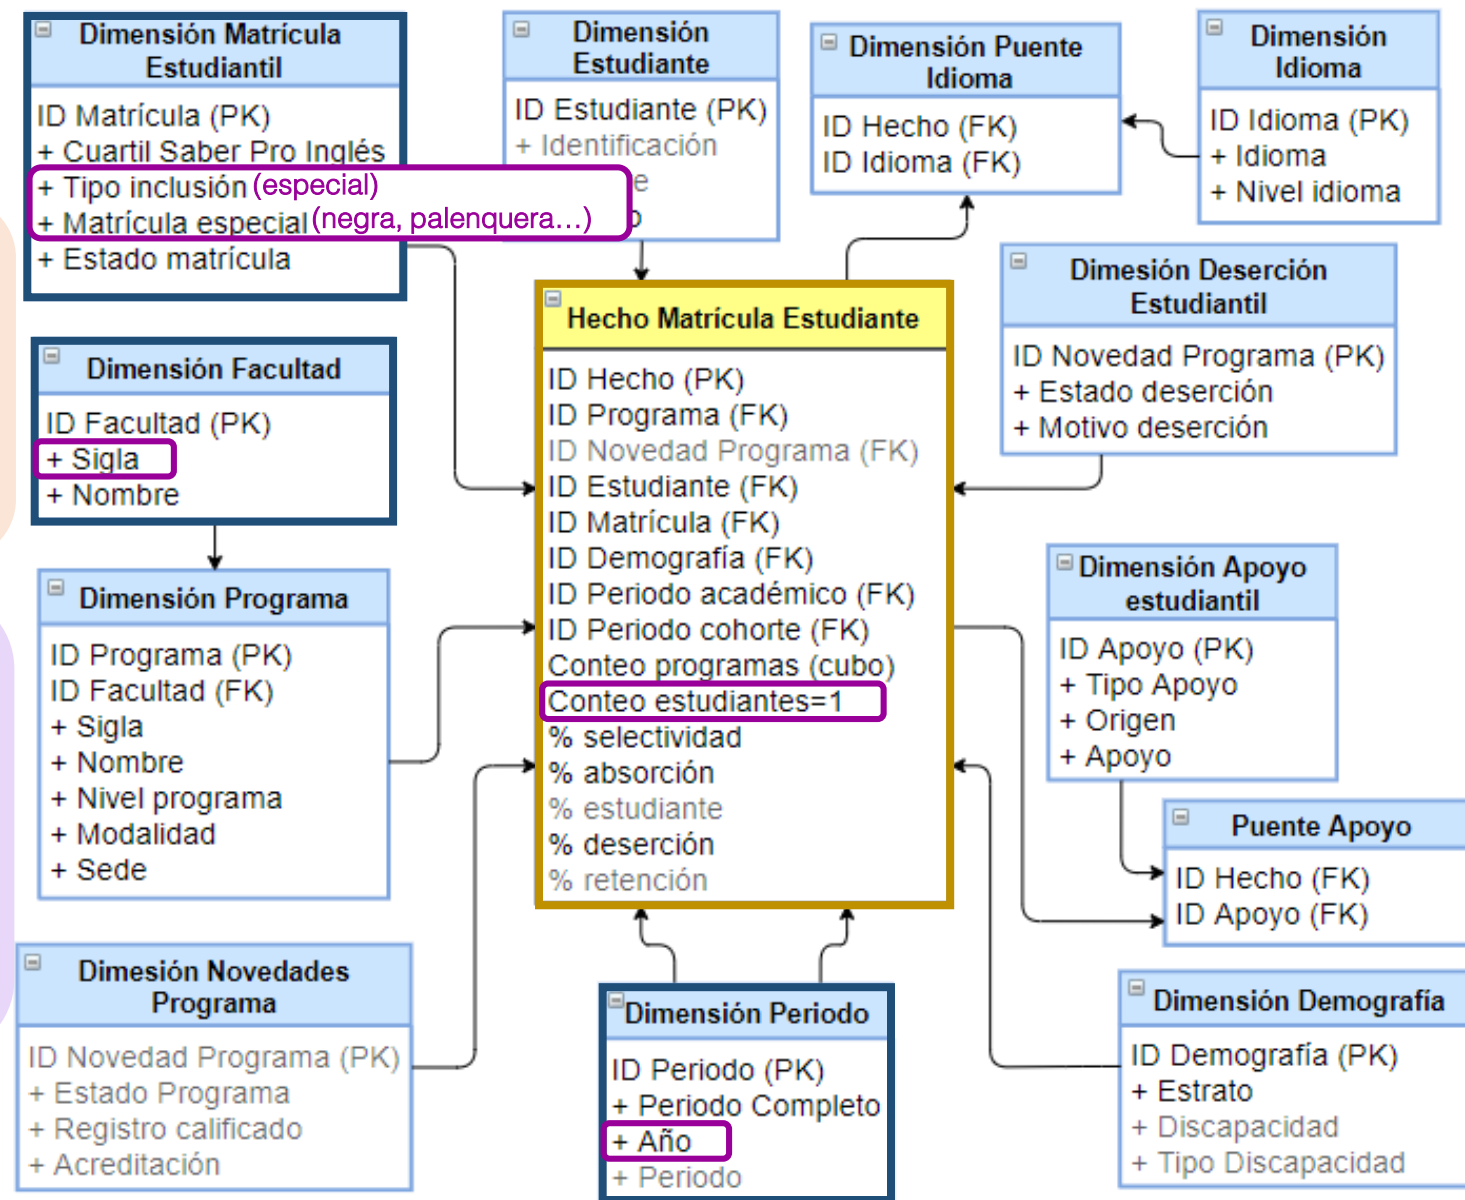 Dimensión Matrícula
Estudiantil
ID Matrícula (PK)
+ Cuartil Saber Pro Inglés
+ Tipo inclusión (especial)
+ Matrícula especial (negra, palenquera...)
+ Estado matrícula
Dimensión
Estudiante
ID Estudiante (PK)
+ Identificación
Dimensión Puente
Idioma
ID Hecho (FK)
ID Idioma (FK)
Dimensión
Idioma
ID Idioma (PK)
+ Idioma
+ Nivel idioma
Dimesión Deserción
Estudiantil
ID Novedad Programa (PK)
+ Estado deserción
+ Motivo deserción
Hecho Matrícula Estudiante
ID Hecho (PK)
ID Programa (FK)
ID Novedad Programa (FK)
ID Estudiante (FK)
ID Matrícula (FK)
ID Demografía (FK)
ID Periodo académico (FK)
ID Periodo cohorte (FK)
Conteo programas (cubo)
Conteo estudiantes=1
% selectividad
% absorción
% estudiante
% deserción
% retención
Dimensión Facultad
ID Facultad (PK)
+ Sigla
+ Nombre
Dimensión Programa
ID Programa (PK)
ID Facultad (FK)
+ Sigla
+ Nombre
+ Nivel programa
+ Modalidad
+ Sede
Dimensión Apoyo
estudiantil
ID Apoyo (PK)
+ Tipo Apoyo
+ Origen
+ Apoyo
Puente Apoyo
ID Hecho (FK)
ID Apoyo (FK)
Dimesión Novedades
Programa
ID Novedad Programa (PK)
+ Estado Programa
+ Registro calificado
+ Acreditación
Dimensión Periodo
ID Periodo (PK)
+ Periodo Completo
+ Año
+ Periodo
Dimensión Demografía
ID Demografía (PK)
+ Estrato
+ Discapacidad
+ Tipo Discapacidad